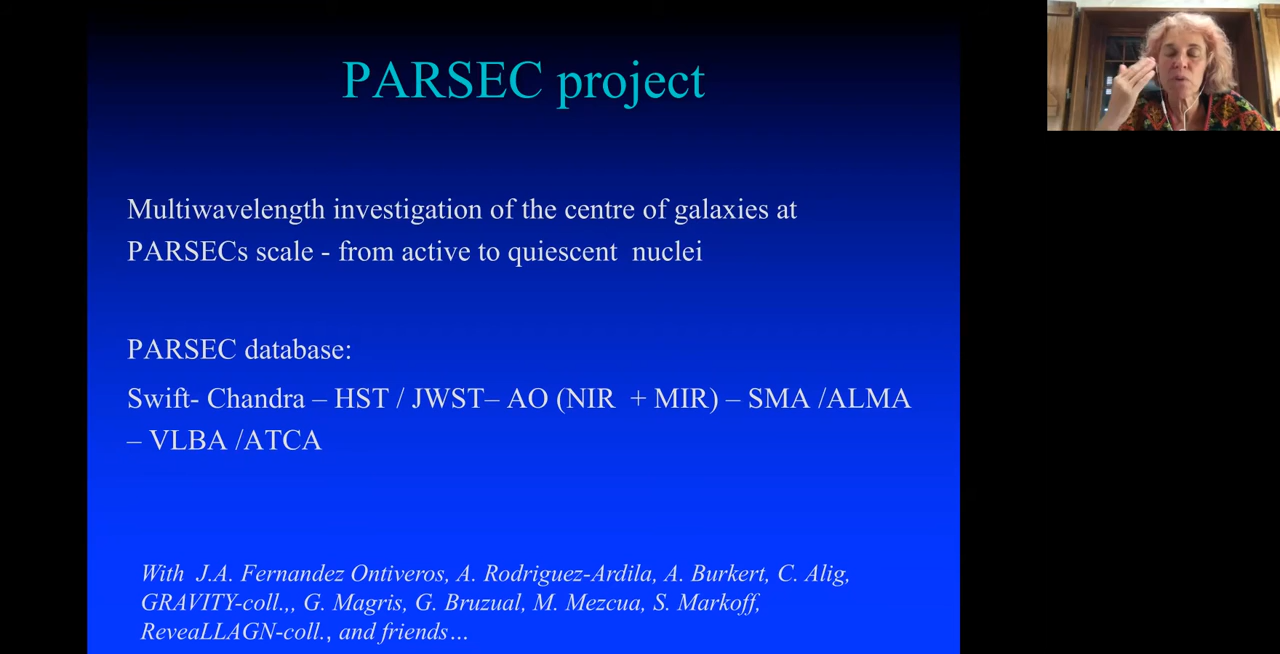 PARSEC project
Multiwavelength investigation of the centre of galaxies at
PARSECs scale - from active to quiescent nuclei
PARSEC database:
Swift- Chandra – HST / JWST– AO (NIR + MIR) – SMA /ALMA
– VLBA /ATCA
With J.A. Fernandez Ontiveros, A. Rodriguez-Ardila, A. Burkert, C. Alig,
GRAVITY-coll.,, G. Magris, G. Bruzual, M. Mezcua, S. Markoff,
ReveaLLAGN-coll., and friends…